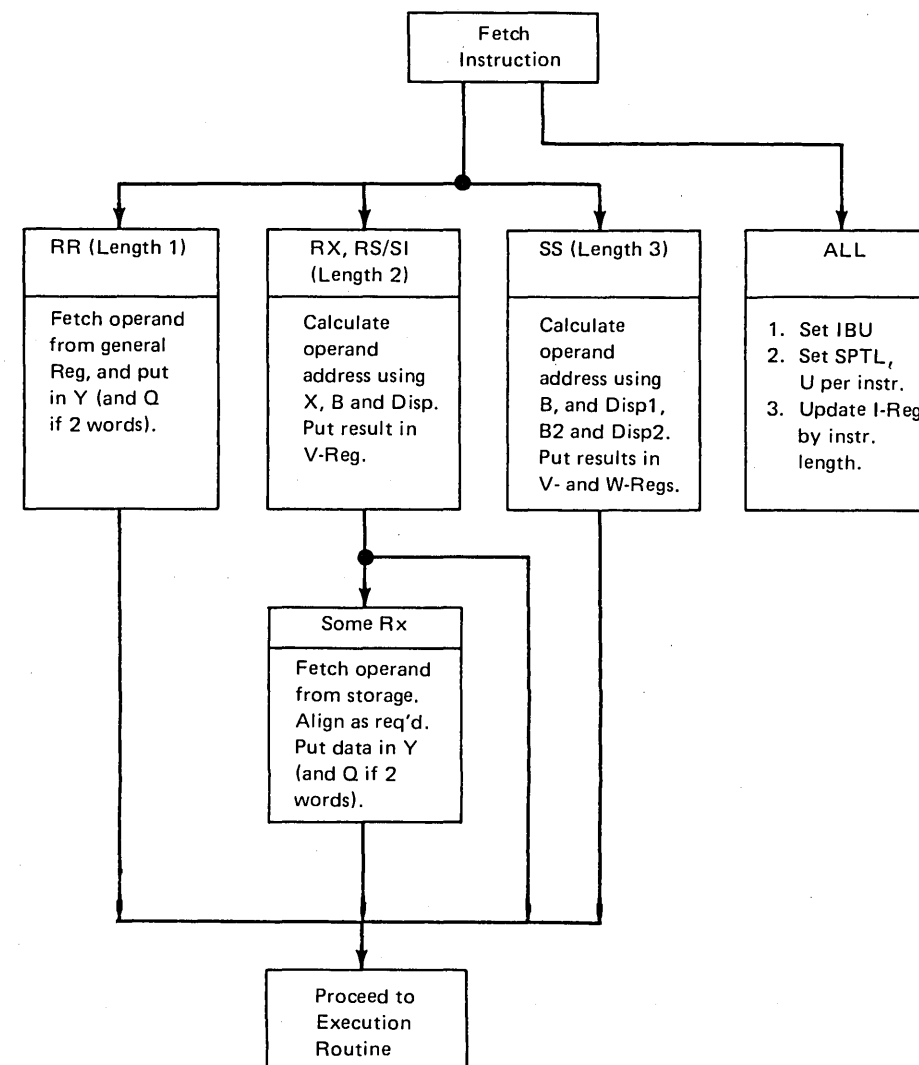 Fetch
Instruction
RR (Length 1)
Fetch operand
from general
Reg, and put
in Y (and Q
if 2 words).
RX, RS/SI
(Length 2)
Calculate
operand
address using
X, B and Disp.
Put result in
V-Reg.
SS (Length 3)
Calculate
operand
address using
B, and Disp1,
B2 and Disp2.
Put results in
V- and W-Regs.
ALL
1. Set IBU
2. Set SPTL,
U per instr.
3. Update I-Reg
by instr.
length.
Some Rx
Fetch operand
from storage.
Align as req'd.
Put data in Y
(and Q if 2
words).
Proceed to
Execution
Routine